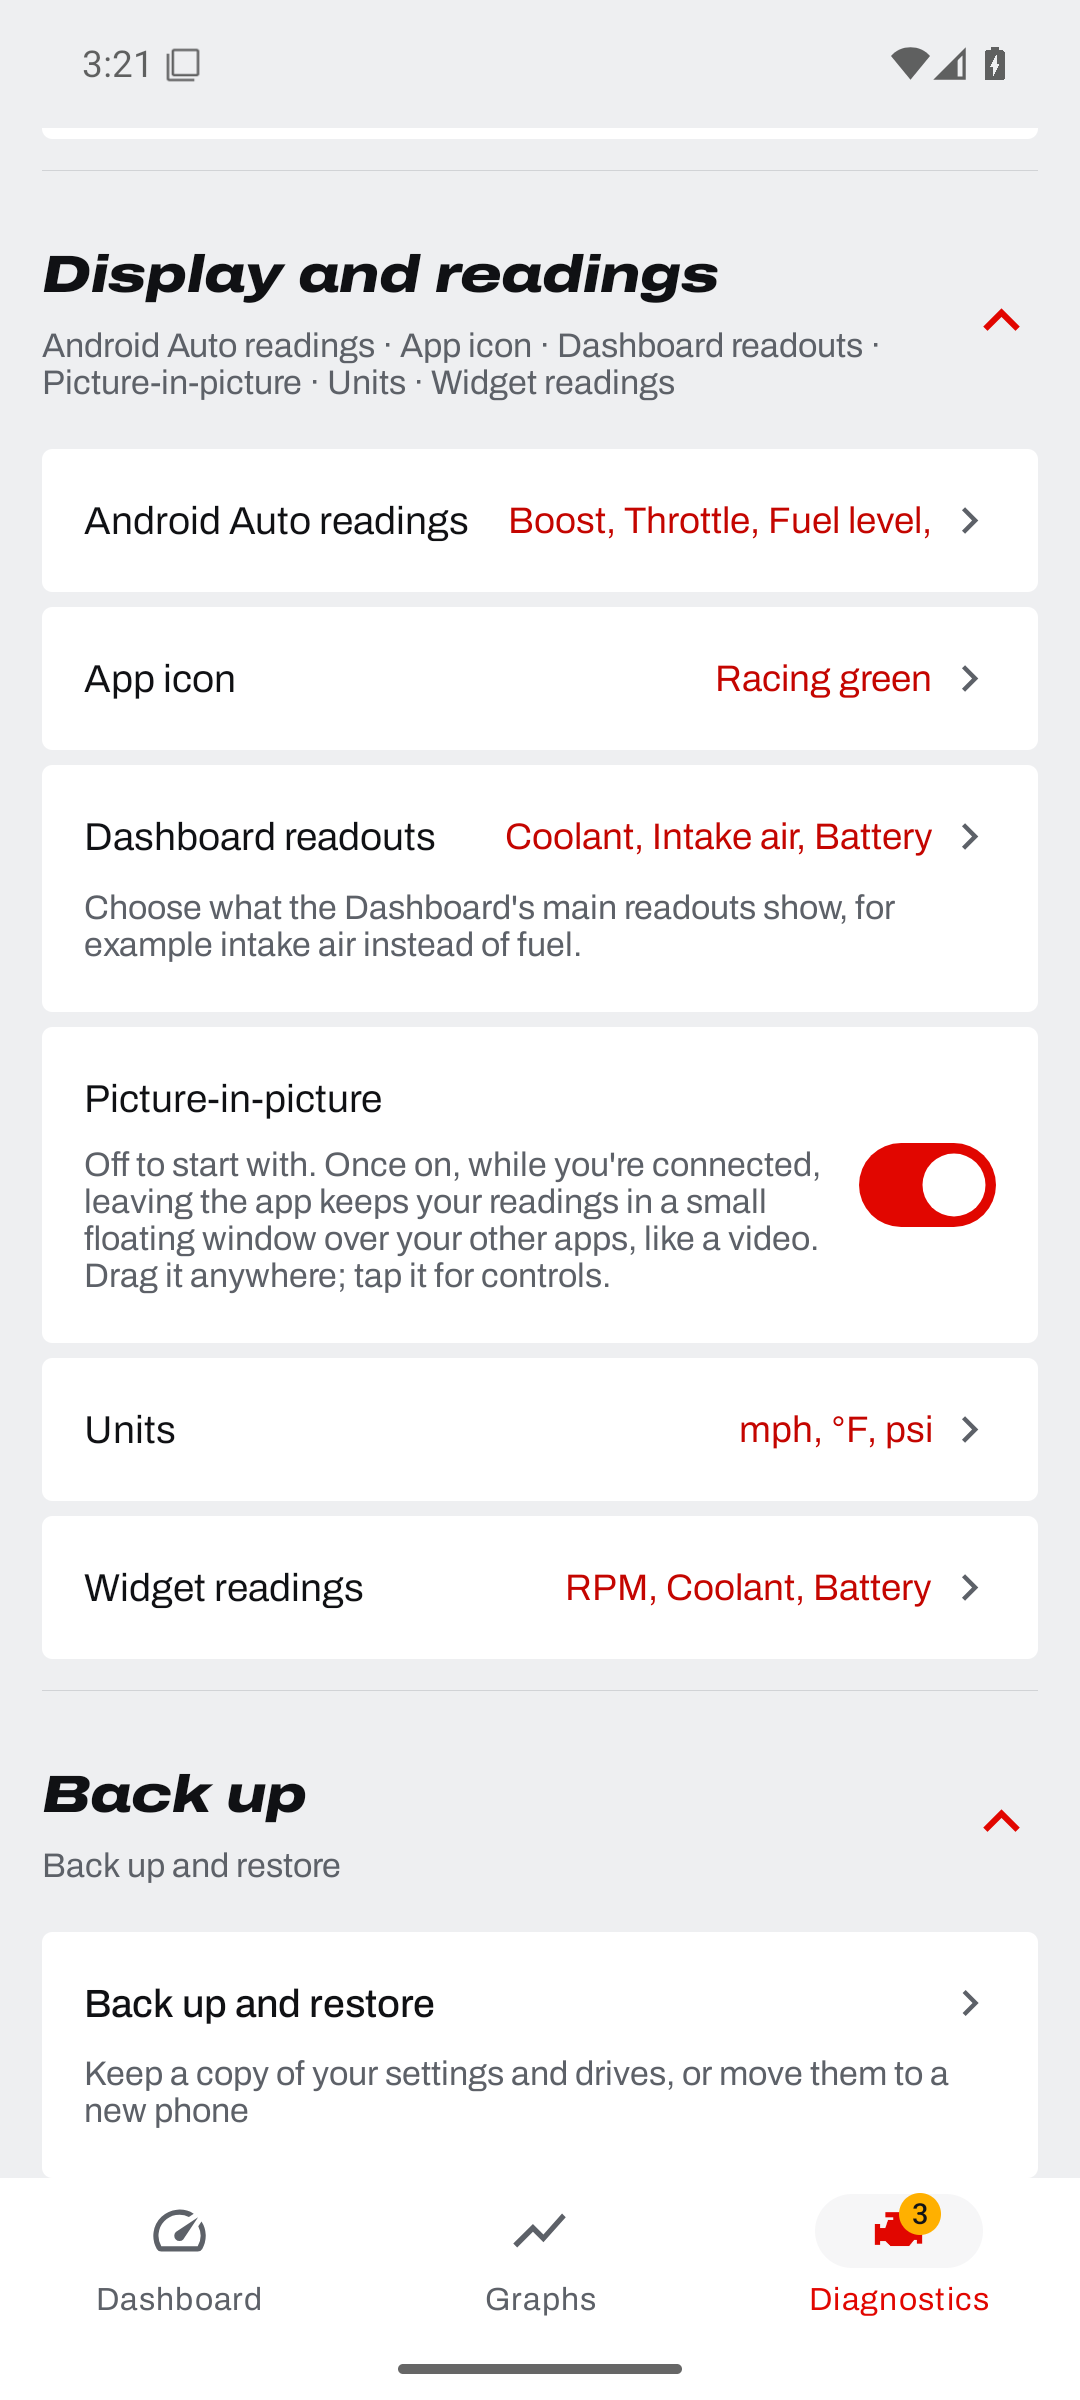 3:21
Display and readings
Android Auto readings · App icon · Dashboard readouts ·
Picture-in-picture · Units · Widget readings
Android Auto readings
Boost, Throttle, Fuel level,
App icon
Racing green
Dashboard readouts
Coolant, Intake air, Battery
Choose what the Dashboard's main readouts show, for
example intake air instead of fuel.
Picture-in-picture
Off to start with. Once on, while you're connected,
leaving the app keeps your readings in a small
floating window over your other apps, like a video.
Drag it anywhere; tap it for controls.
Units
mph, °F, psi
Widget readings
RPM, Coolant, Battery
Back up
Back up and restore
Back up and restore
Keep a copy of your settings and drives, or move them to a
new phone
3
Dashboard
Graphs
Diagnostics